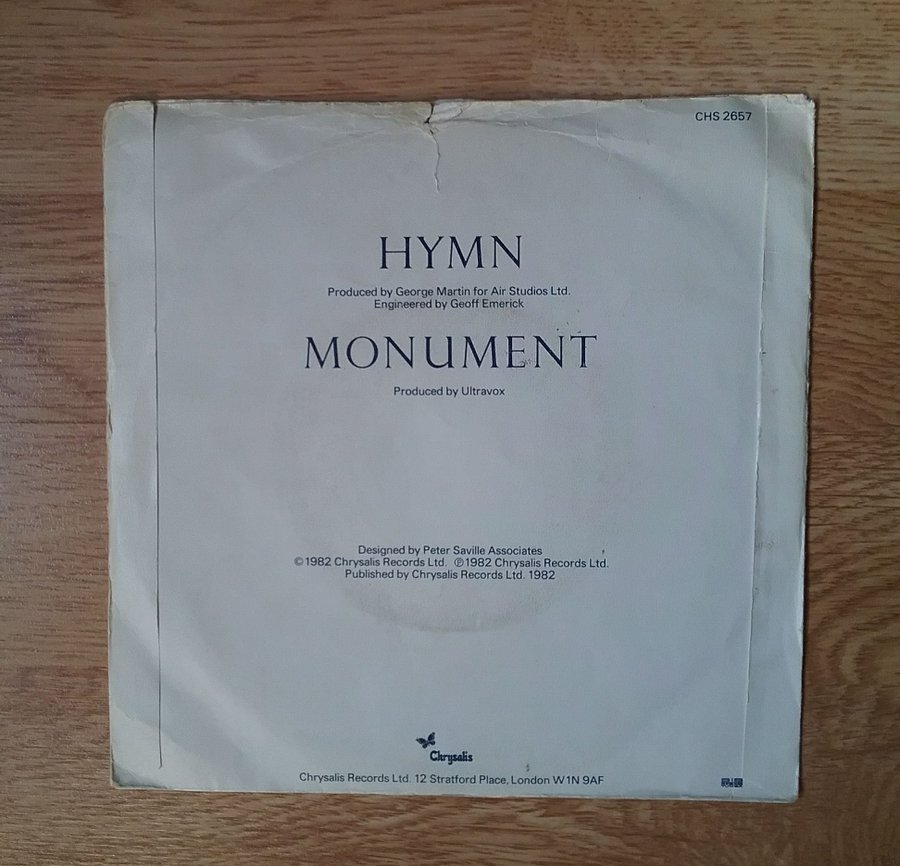 CHS 2657
HYMN
Produced by George Martin for Air Studios Ltd.
Engineered by Geoff Emerick
MONUMENT
Produced by Ultravox
Designed by Peter Saville Associates
©1982 Chrysalis Records Ltd. ℗1982 Chrysalis Records Ltd.
Published by Chrysalis Records Ltd. 1982
Chrysalis
Chrysalis Records Ltd. 12 Stratford Place, London W1N 9AF